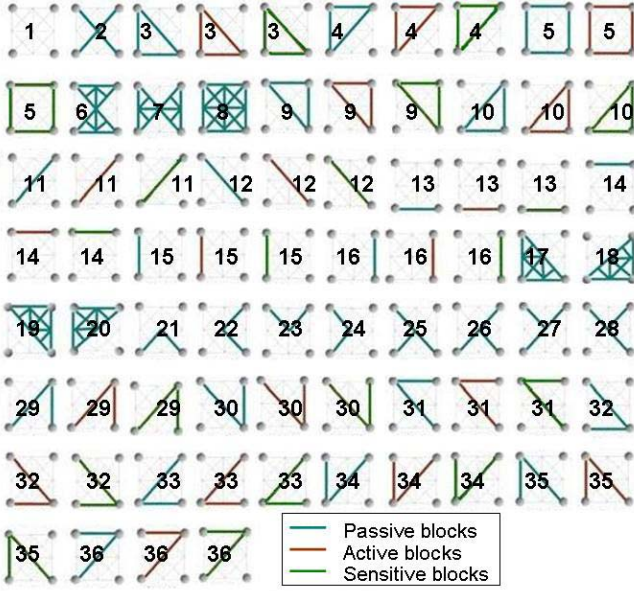 1 2 3 3 3 4 4 4 5 5
5 6 7 8 9 9 9 10 10 10
11 11 11 12 12 12 13 13 13 14
14 14 15 15 15 16 16 16 17 18
19 20 21 22 23 24 25 26 27 28
29 29 29 30 30 30 31 31 31 32
32 32 33 33 33 34 34 34 35 35
35 36 36 36
Passive blocks
Active blocks
Sensitive blocks